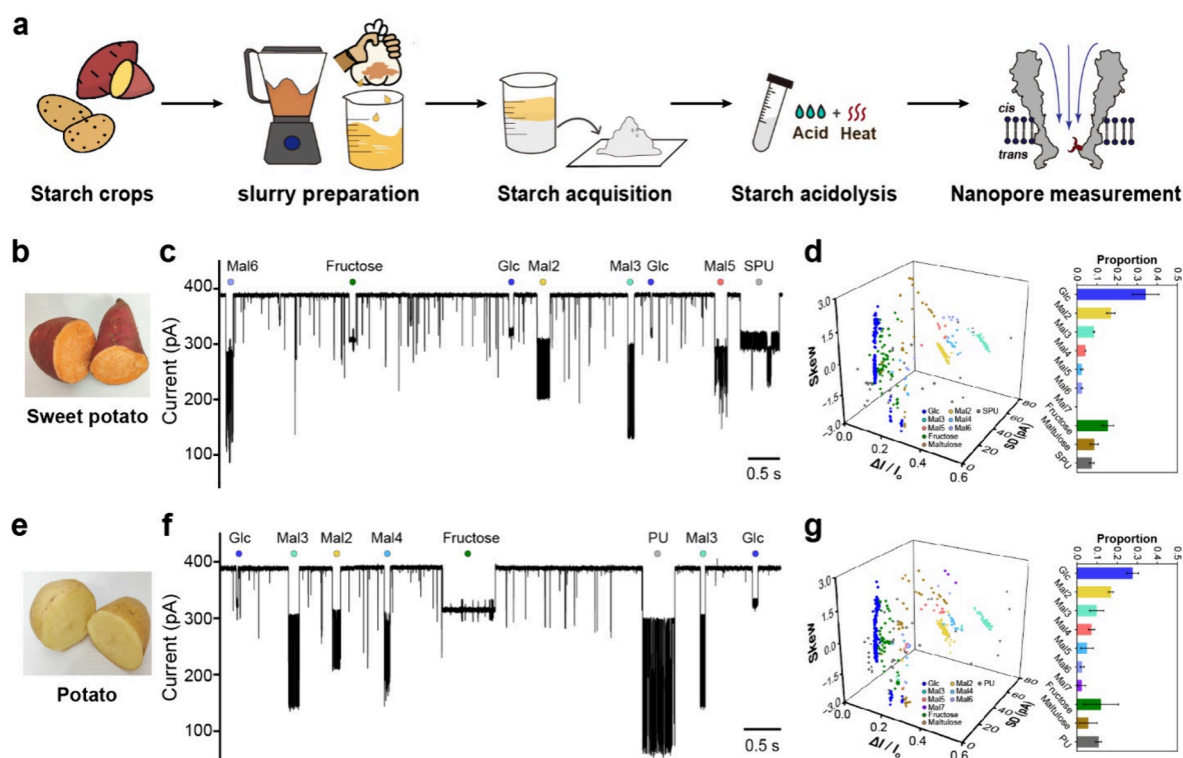 a
cis
trans
Acid + Heat
Starch crops
slurry preparation
Starch acquisition
Starch acidolysis
Nanopore measurement
b
Sweet potato
c
Mal6
Fructose
Glc
Mal2
Mal3
Glc
Mal5
SPU
Current (pA)
400
300
200
100
0.5 s
d
Skew
3.0
1.5
0.0
-1.5
-3.0
0.0
0.2
0.4
0.6
ΔI / I₀
0
20
40
60
80
SD (pA)
Glc
Mal2
SPU
Mal3
Mal4
Mal5
Mal6
Fructose
Maltulose
Proportion
0.0
0.1
0.2
0.3
0.4
0.5
Glc
Mal2
Mal3
Mal4
Mal5
Mal6
Mal7
Fructose
Maltulose
SPU
e
Potato
f
Glc
Mal3
Mal2
Mal4
Fructose
PU
Mal3
Glc
Current (pA)
400
300
200
100
0.5 s
g
Skew
3.0
1.5
0.0
-1.5
-3.0
0.0
0.2
0.4
0.6
ΔI / I₀
0
20
40
60
80
SD (pA)
Glc
Mal2
PU
Mal3
Mal4
Mal5
Mal6
Mal7
Fructose
Maltulose
Proportion
0.0
0.1
0.2
0.3
0.4
0.5
Glc
Mal2
Mal3
Mal4
Mal5
Mal6
Mal7
Fructose
Maltulose
PU